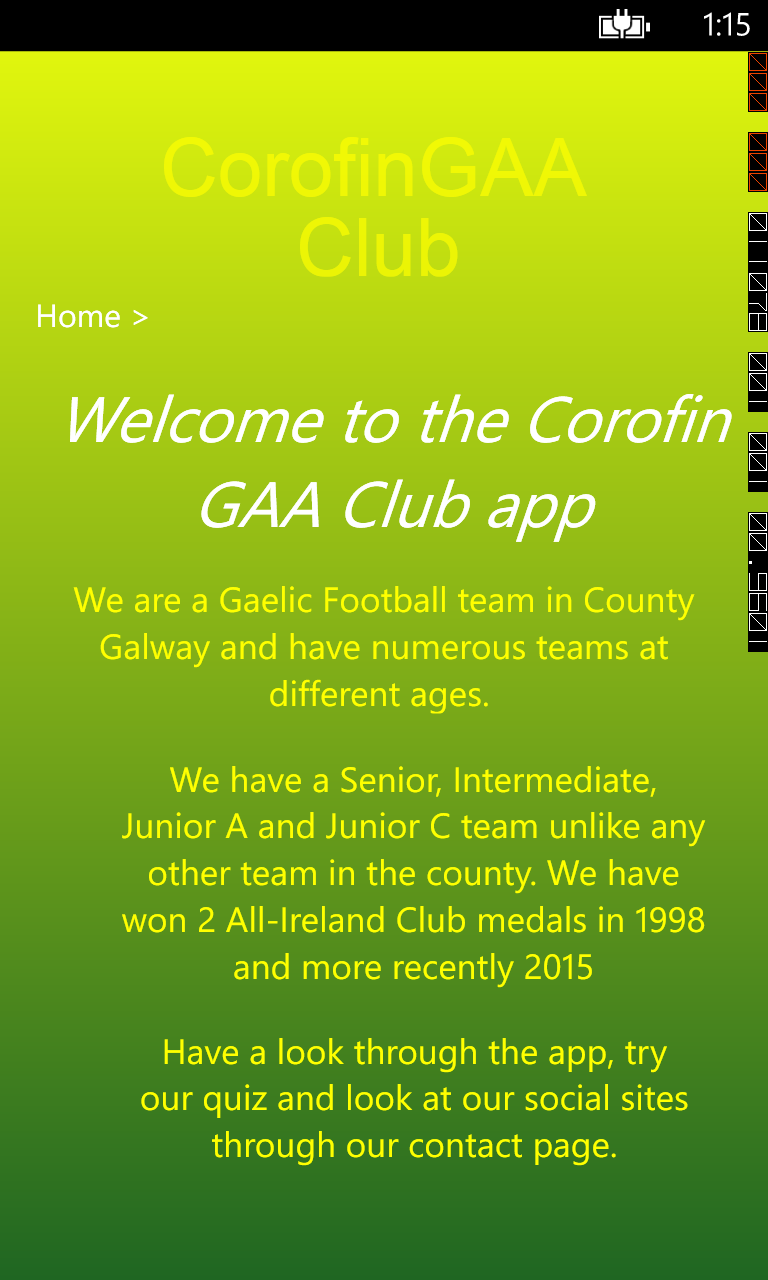 1:15
CorofinGAA
Club
Home >
Welcome to the Corofin
GAA Club app
We are a Gaelic Football team in County
Galway and have numerous teams at
different ages.
We have a Senior, Intermediate,
Junior A and Junior C team unlike any
other team in the county. We have
won 2 All-Ireland Club medals in 1998
and more recently 2015
Have a look through the app, try
our quiz and look at our social sites
through our contact page.